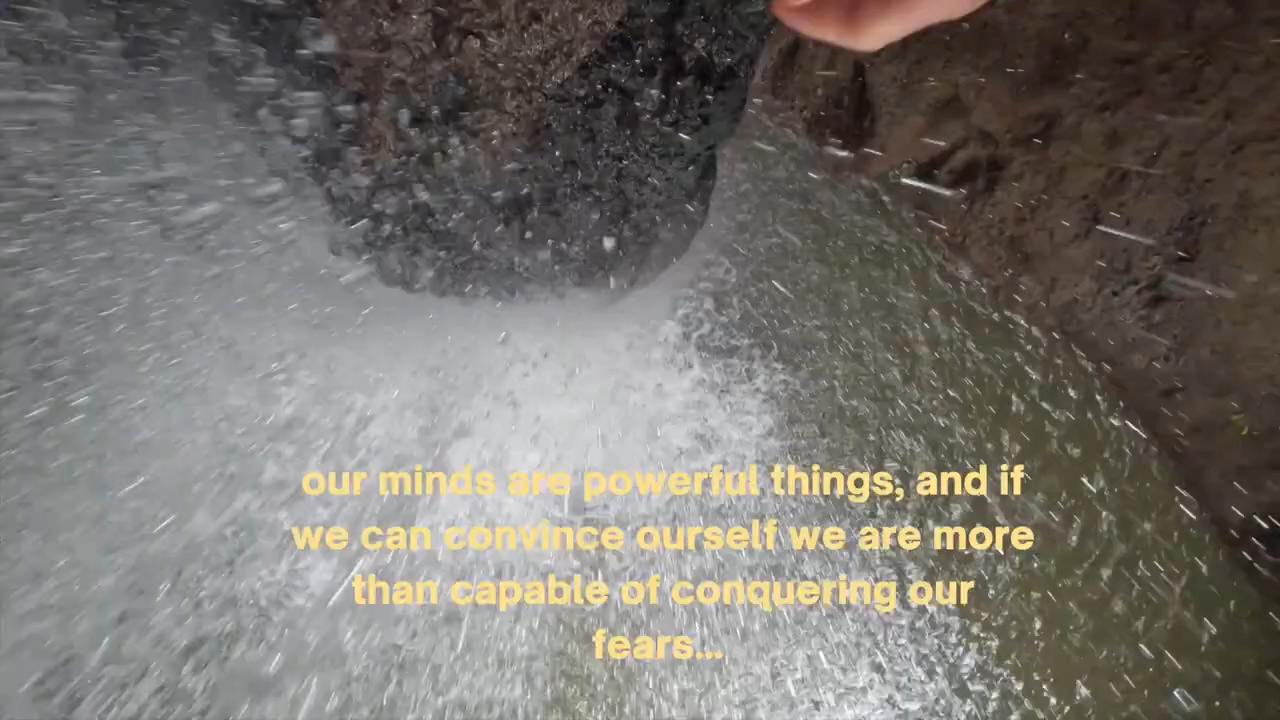 our minds are powerful things, and if
we can convince ourself we are more
than capable of conquering our
fears...